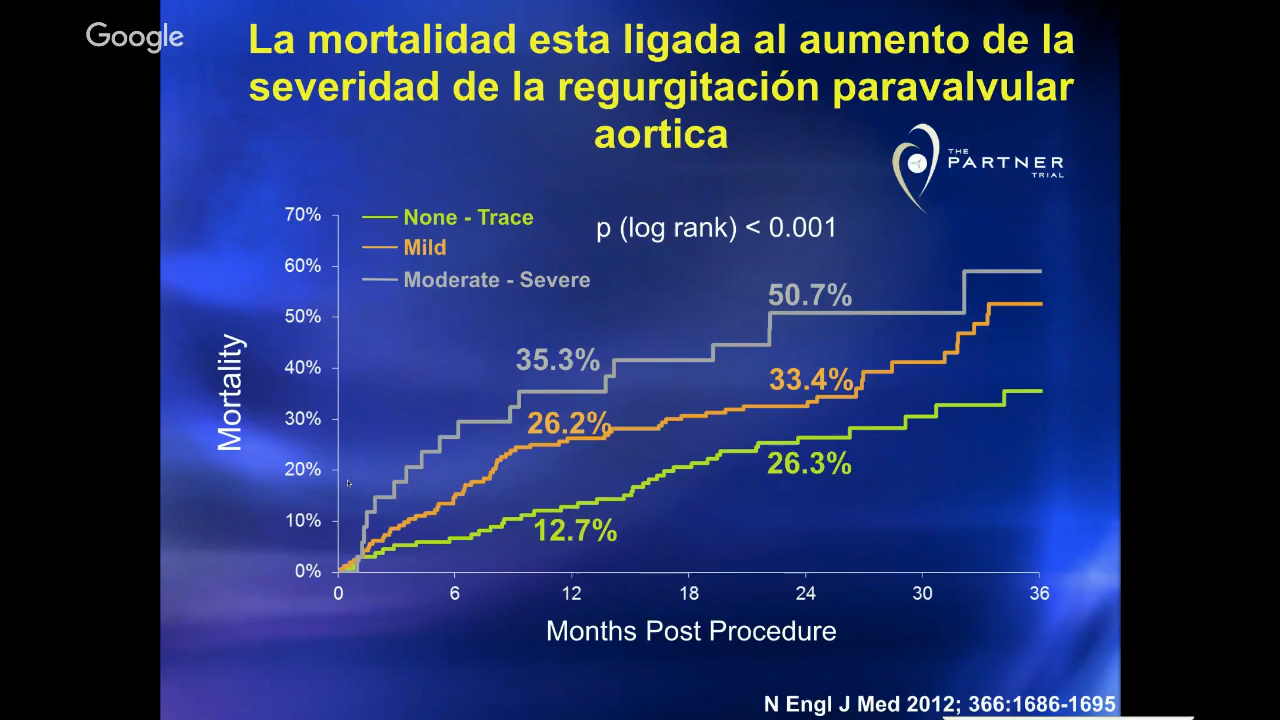 Google
La mortalidad esta ligada al aumento de la
severidad de la regurgitación paravalvular
aortica
THE
PARTNER
TRIAL
None - Trace
Mild
Moderate - Severe
p (log rank) < 0.001
70%
60%
50%
40%
30%
20%
10%
0%
Mortality
50.7%
35.3%
33.4%
26.2%
26.3%
12.7%
0 6 12 18 24 30 36
Months Post Procedure
N Engl J Med 2012; 366:1686-1695